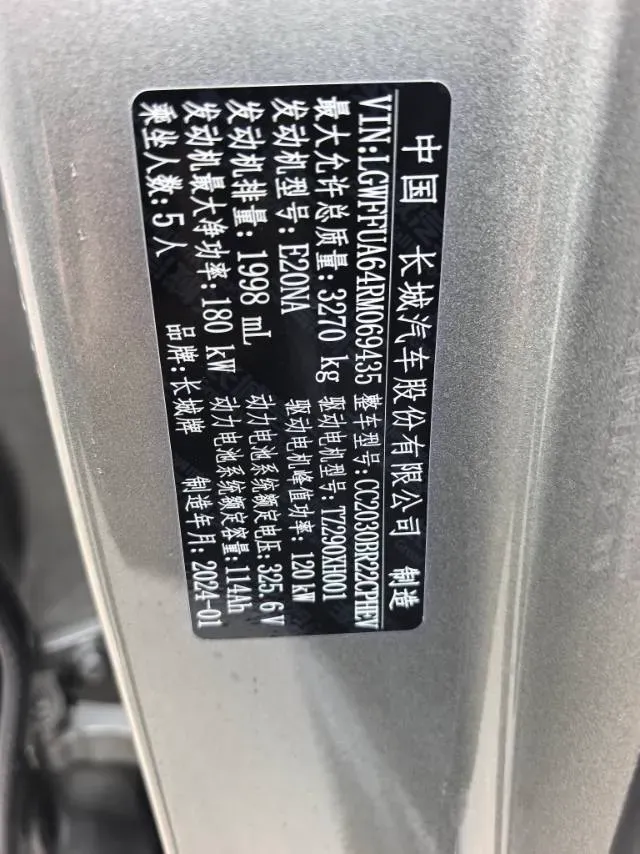 中国 长城汽车股份有限公司 制造
VIN:LGWFFUA64RM069435 整车型号:CC2030BR22CPHEV
最大允许总质量:3270 kg 驱动电机型号:TZ290XH001
发动机型号:E20NA 驱动电机峰值功率:120 kW
发动机排量:1998 mL 动力电池系统额定电压:325.6V
发动机最大净功率:180 kW 动力电池系统额定容量:114Ah
乘坐人数:5人 品牌:长城牌 制造年月:2024-01